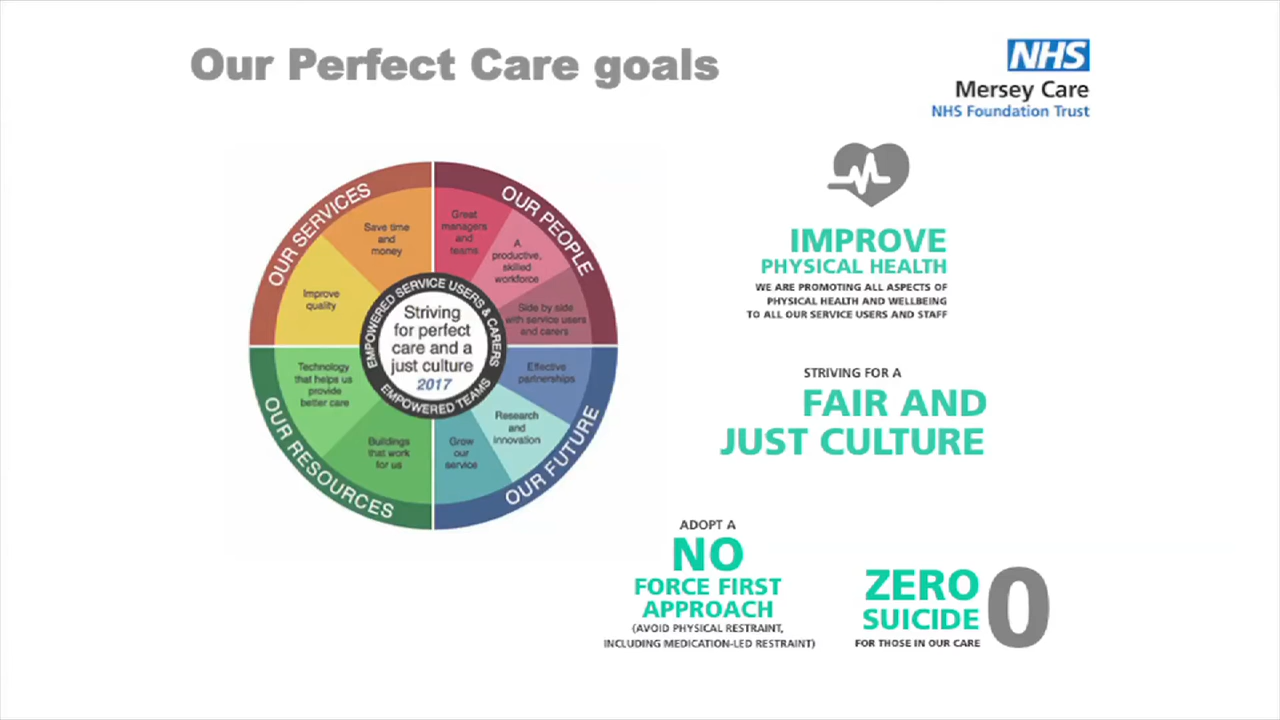 Our Perfect Care goals
NHS
Mersey Care
NHS Foundation Trust
OUR SERVICES
Save time
and
money
Improve
quality
OUR PEOPLE
Great
managers
and
teams
A
productive,
skilled
workforce
Side by side
with service users
and carers
EMPOWERED SERVICE USERS & CARERS
Striving
for perfect
care and a
just culture
2017
EMPOWERED TEAMS
Technology
that helps us
provide
better care
Buildings
that work
for us
OUR RESOURCES
Effective
partnerships
Research
and
innovation
Grow
our
service
OUR FUTURE
IMPROVE
PHYSICAL HEALTH
WE ARE PROMOTING ALL ASPECTS OF
PHYSICAL HEALTH AND WELLBEING
TO ALL OUR SERVICE USERS AND STAFF
STRIVING FOR A
FAIR AND
JUST CULTURE
ADOPT A
NO
FORCE FIRST
APPROACH
(AVOID PHYSICAL RESTRAINT,
INCLUDING MEDICATION-LED RESTRAINT)
ZERO
SUICIDE
FOR THOSE IN OUR CARE
0